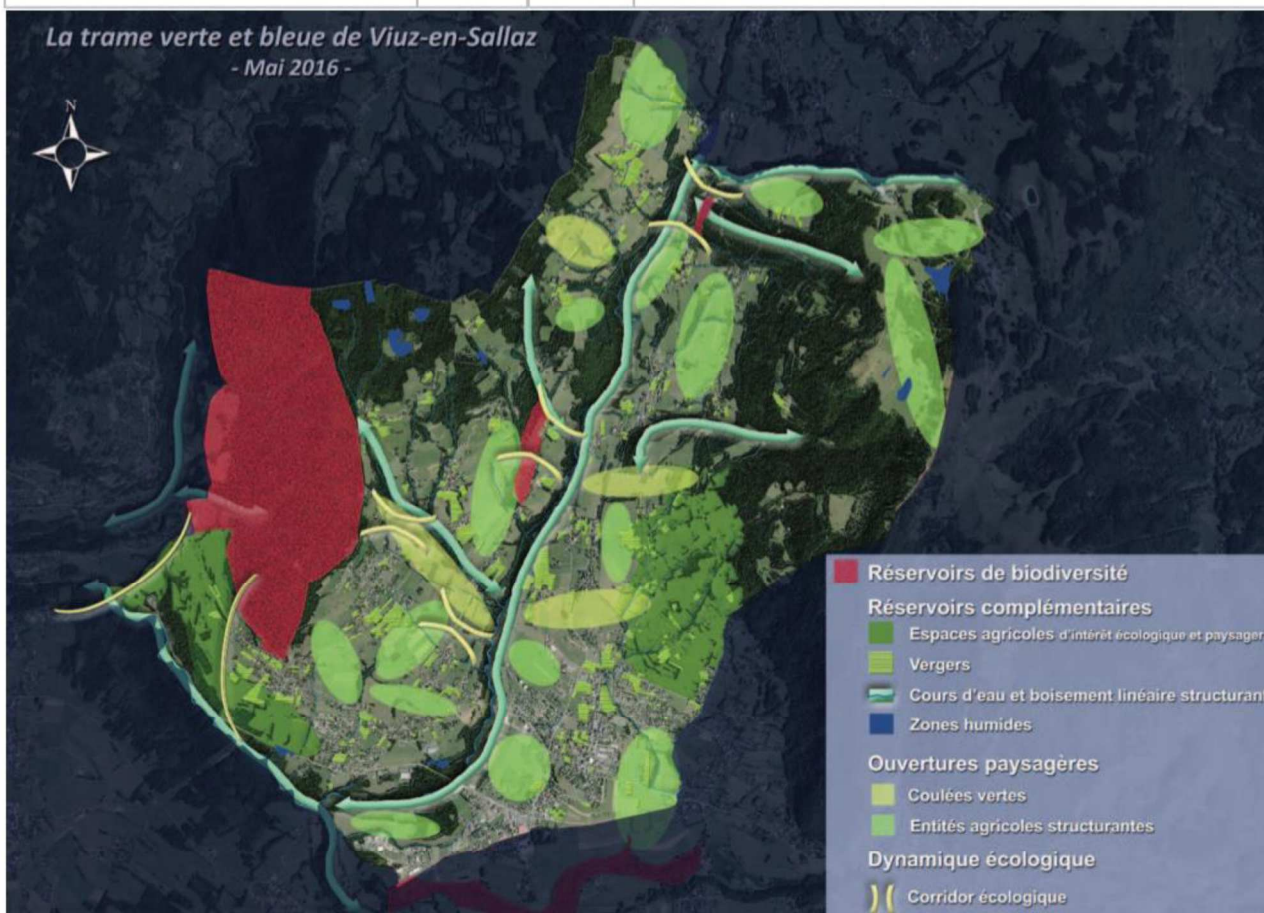 La trame verte et bleue de Viuz-en-Sallaz
- Mai 2016 -
N
Réservoirs de biodiversité
Réservoirs complémentaires
Espaces agricoles d'intérêt écologique et paysager
Vergers
Cours d'eau et boisement linéaire structurant
Zones humides
Ouvertures paysagères
Coulées vertes
Entités agricoles structurantes
Dynamique écologique
Corridor écologique